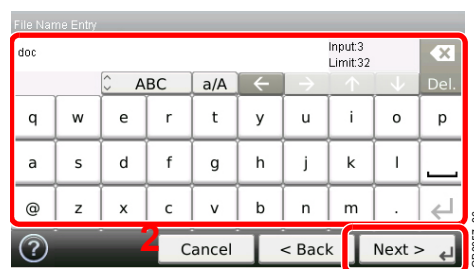 File Name Entry
doc
Input:3
Limit:32
ABC a/A ← → ↑ ↓ Del.
q w e r t y u i o p
a s d f g h j k l
@ z x c v b n m .
2
? Cancel < Back Next >